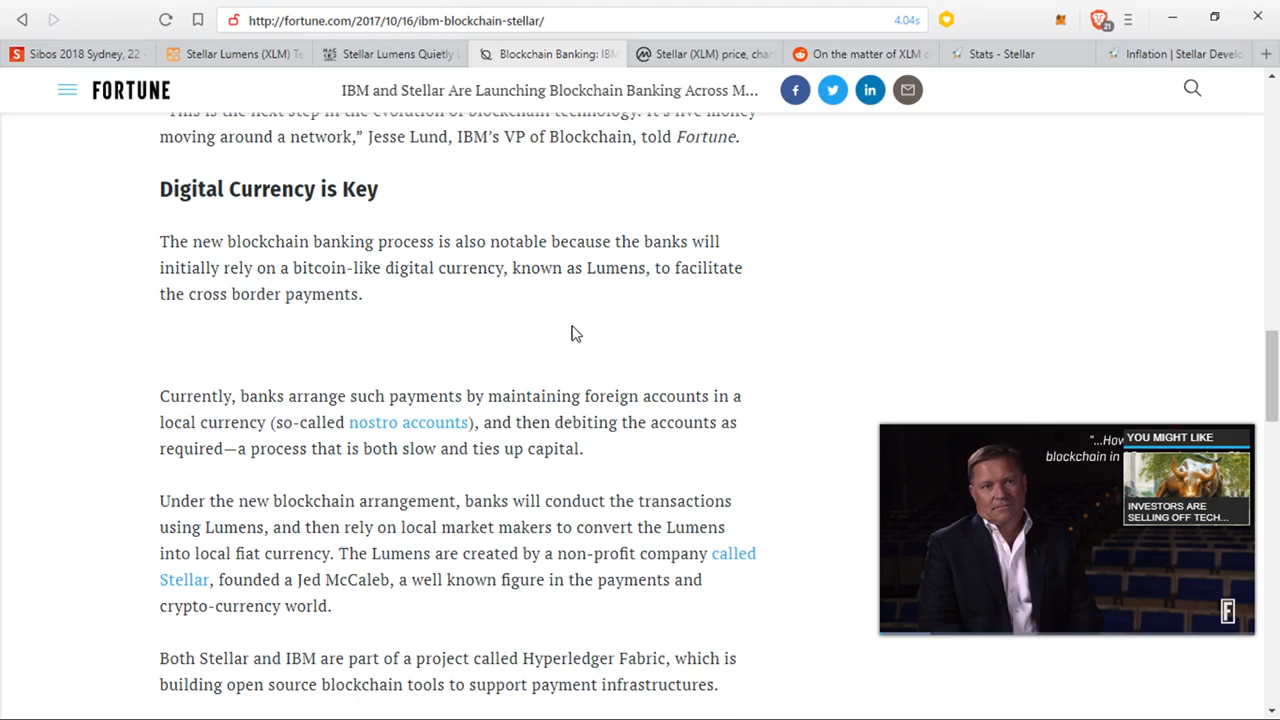 http://fortune.com/2017/10/16/ibm-blockchain-stellar/
4.04s
21
Sibos 2018 Sydney, 22 -
Stellar Lumens (XLM) Te
Stellar Lumens Quietly L
Blockchain Banking: IBM
Stellar (XLM) price, char
On the matter of XLM c
Stats - Stellar
Inflation | Stellar Develo
FORTUNE
IBM and Stellar Are Launching Blockchain Banking Across M...
"This is the next step in the evolution of blockchain technology. It's live money
moving around a network,” Jesse Lund, IBM’s VP of Blockchain, told Fortune.
Digital Currency is Key
The new blockchain banking process is also notable because the banks will
initially rely on a bitcoin-like digital currency, known as Lumens, to facilitate
the cross border payments.
Currently, banks arrange such payments by maintaining foreign accounts in a
local currency (so-called nostro accounts), and then debiting the accounts as
required—a process that is both slow and ties up capital.
Under the new blockchain arrangement, banks will conduct the transactions
using Lumens, and then rely on local market makers to convert the Lumens
into local fiat currency. The Lumens are created by a non-profit company called
Stellar, founded a Jed McCaleb, a well known figure in the payments and
crypto-currency world.
Both Stellar and IBM are part of a project called Hyperledger Fabric, which is
building open source blockchain tools to support payment infrastructures.
"...How
blockchain in
YOU MIGHT LIKE
INVESTORS ARE
SELLING OFF TECH...
F